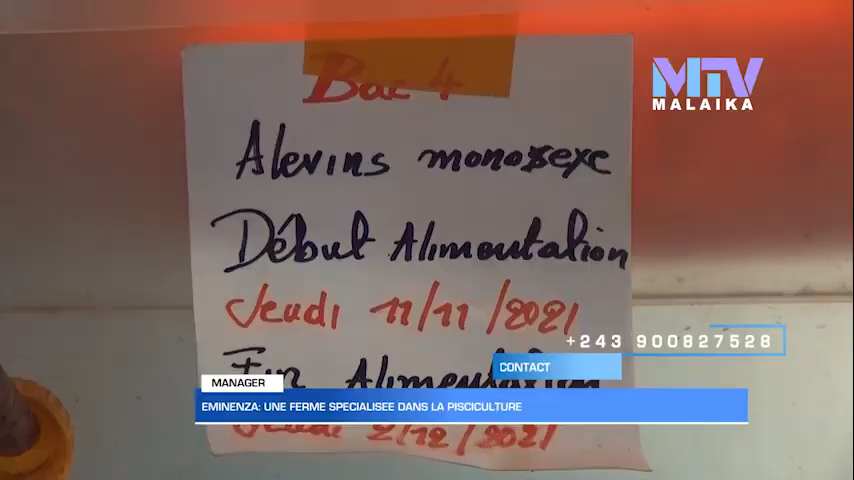 Bac 4
MTV
MALAIKA
Alevins monosexe
Début Alimentation
Jeudi 11/11/2021
+243 900827528
CONTACT
Fin Alimentation
MANAGER
EMINENZA: UNE FERME SPECIALISEE DANS LA PISCICULTURE
Jeudi 2/12/2021